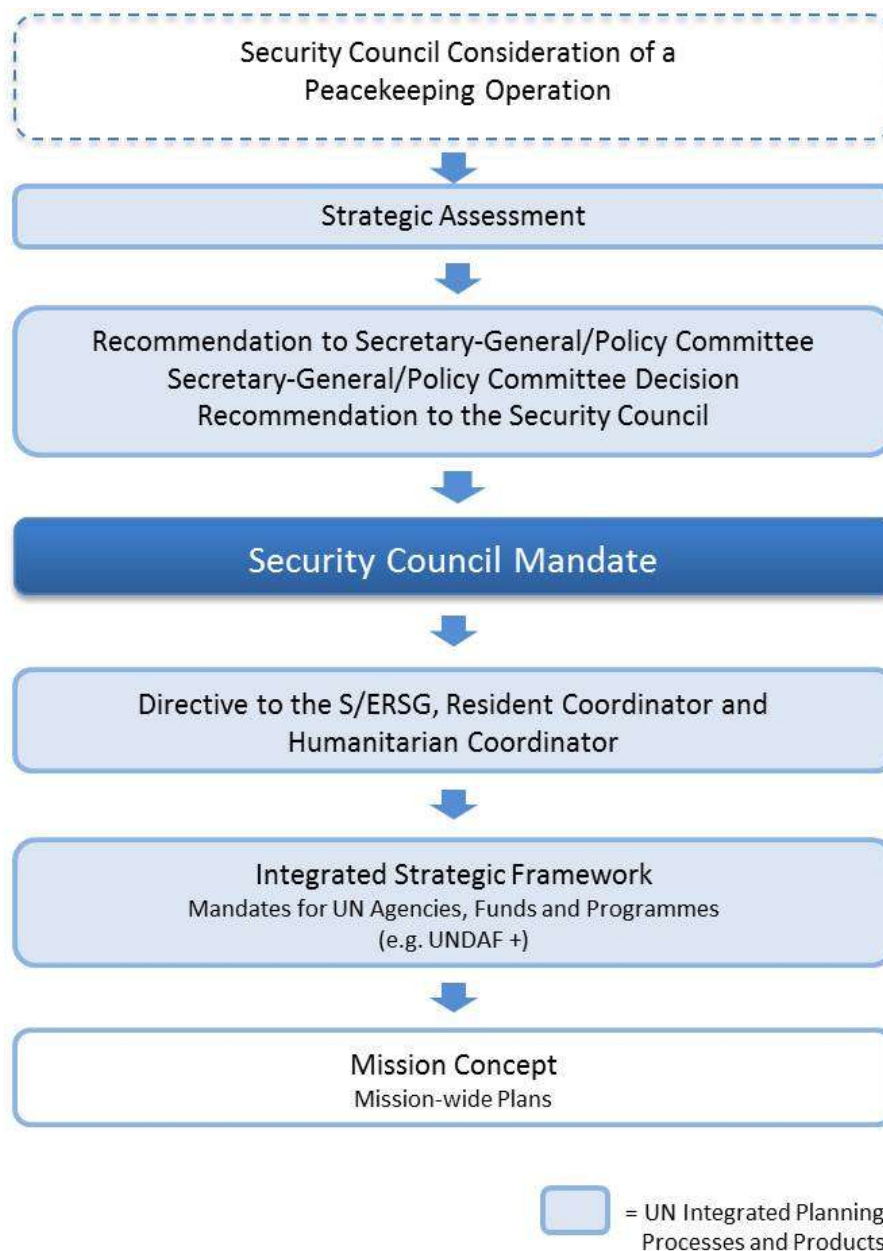 Security Council Consideration of a
Peacekeeping Operation
Strategic Assessment
Recommendation to Secretary-General/Policy Committee
Secretary-General/Policy Committee Decision
Recommendation to the Security Council
Security Council Mandate
Directive to the S/ERSG, Resident Coordinator and
Humanitarian Coordinator
Integrated Strategic Framework
Mandates for UN Agencies, Funds and Programmes
(e.g. UNDAF +)
Mission Concept
Mission-wide Plans
= UN Integrated Planning
Processes and Products